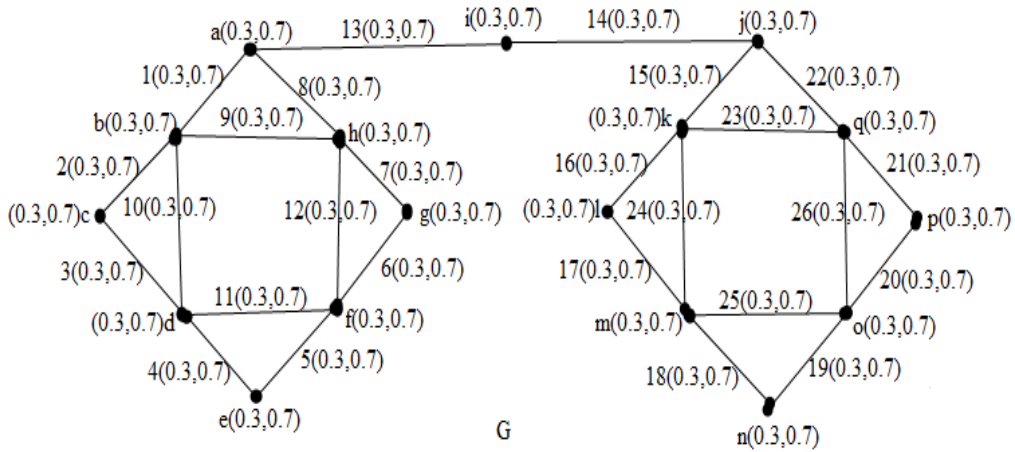 i(0.3,0.7)
14(0.3,0.7)
j(0.3,0.7)
a(0.3,0.7)
13(0.3,0.7)
1(0.3,0.7)
8(0.3,0.7)
15(0.3,0.7)
22(0.3,0.7)
b(0.3,0.7)
9(0.3,0.7)
h(0.3,0.7)
(0.3,0.7)k
23(0.3,0.7)
q(0.3,0.7)
2(0.3,0.7)
7(0.3,0.7)
16(0.3,0.7)
21(0.3,0.7)
(0.3,0.7)c
10(0.3,0.7)
12(0.3,0.7)
g(0.3,0.7)
(0.3,0.7)l
24(0.3,0.7)
26(0.3,0.7)
p(0.3,0.7)
3(0.3,0.7)
6(0.3,0.7)
17(0.3,0.7)
20(0.3,0.7)
11(0.3,0.7)
25(0.3,0.7)
(0.3,0.7)d
f(0.3,0.7)
m(0.3,0.7)
o(0.3,0.7)
4(0.3,0.7)
5(0.3,0.7)
18(0.3,0.7)
19(0.3,0.7)
e(0.3,0.7)
G
n(0.3,0.7)